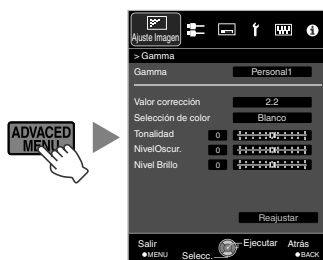 ADVACED
MENU
Ajuste Imagen
> Gamma
Gamma Personal1
Valor corrección 2.2
Selección de color Blanco
Tonalidad 0
NivelOscur. 0
Nivel Brillo 0
Reajustar
Salir Ejecutar Atrás
●MENU Selecc. ●BACK